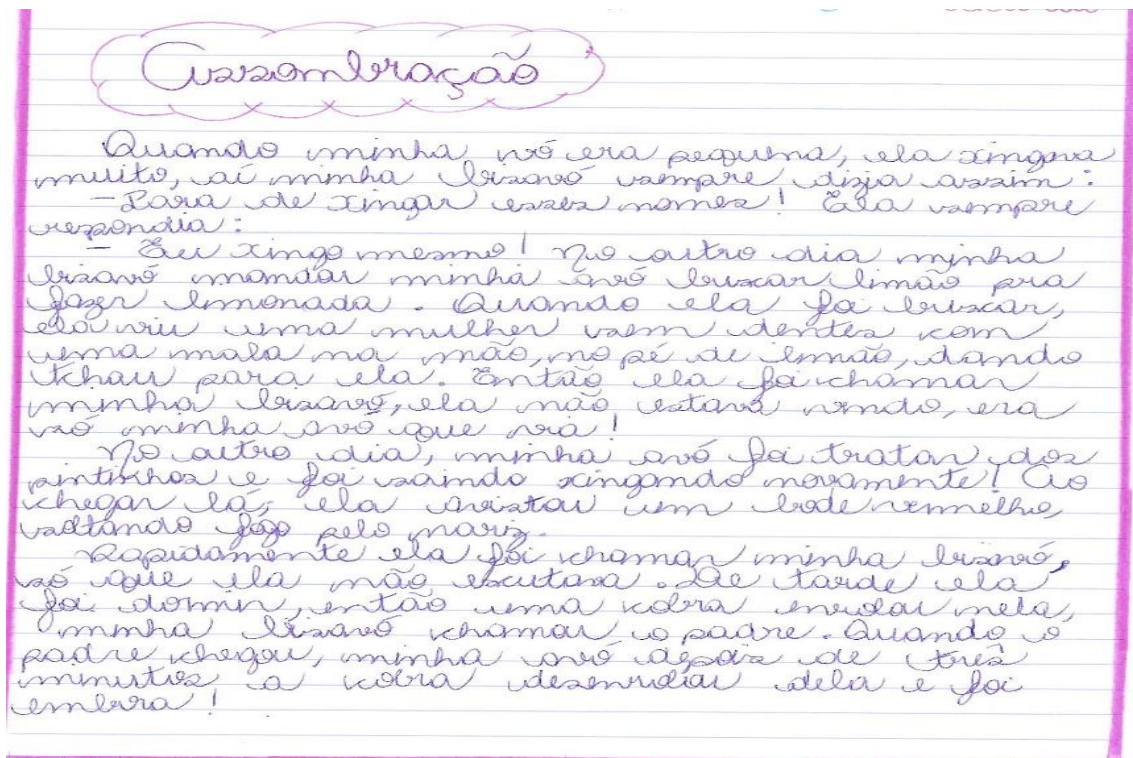 Assombração
Quando minha vó era pequena, ela xingava
muito, aí minha bisavó sempre dizia assim:
– Para de xingar esses nomes! Ela sempre
respondia:
– Eu xingo mesmo! No outro dia minha
bisavó mandou minha avó buscar limão pra
fazer limonada. Quando ela foi buscar,
ela viu uma mulher sem dentes com
uma mala na mão, no pé de limão, dando
tchau para ela. Então ela foi chamar
minha bisavó, ela não estava vendo, era
só minha avó que via!
No outro dia, minha avó foi tratar dos
pintinhos e foi saindo xingando novamente! Ao
chegar lá, ela avistou um bode vermelho,
soltando fogo pelo nariz.
Rapidamente ela foi chamar minha bisavó,
só que ela não escutava. De tarde ela
foi dormir, então uma cobra enrolou nela,
minha bisavó chamou o padre. Quando o
padre chegou, minha avó depois de três
minutos a cobra desenrolou dela e foi
embora!